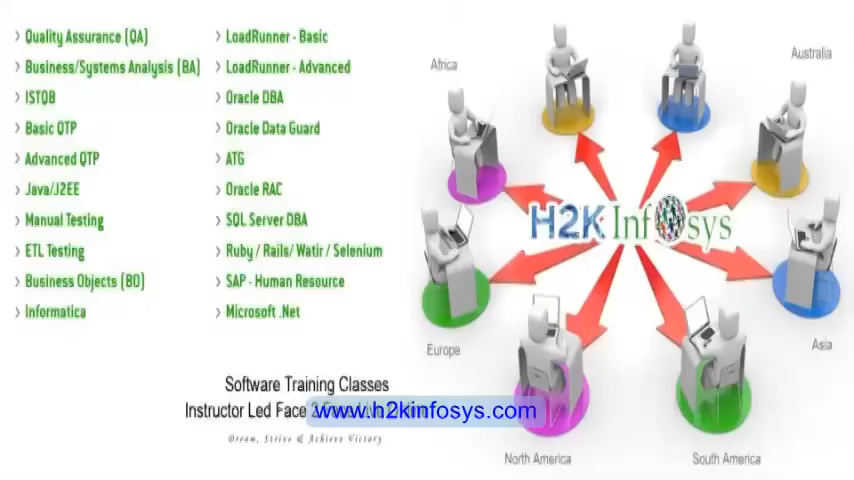 Quality Assurance (QA)
Business/Systems Analysis (BA)
ISTQB
Basic QTP
Advanced QTP
Java/J2EE
Manual Testing
ETL Testing
Business Objects (BO)
Informatica
LoadRunner - Basic
LoadRunner - Advanced
Oracle DBA
Oracle Data Guard
ATG
Oracle RAC
SQL Server DBA
Ruby / Rails/ Watir / Selenium
SAP - Human Resource
Microsoft .Net
Software Training Classes
Instructor Led Face 2
www.h2kinfosys.com
Dream, Strive & Achieve Victory
Africa
Australia
H2K Infosys
Europe
Asia
North America
South America